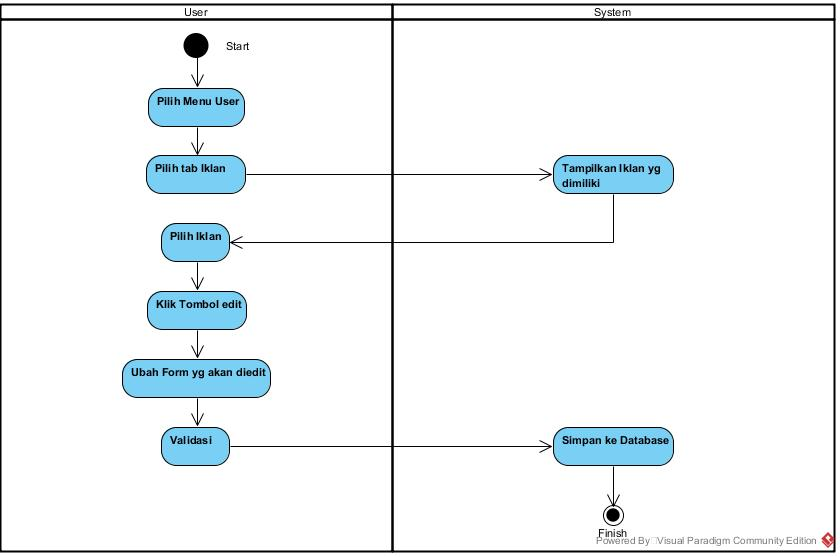 User
System
Start
Pilih Menu User
Pilih tab Iklan
Tampilkan Iklan yg
dimiliki
Pilih Iklan
Klik Tombol edit
Ubah Form yg akan diedit
Validasi
Simpan ke Database
Finish
Powered By Visual Paradigm Community Edition